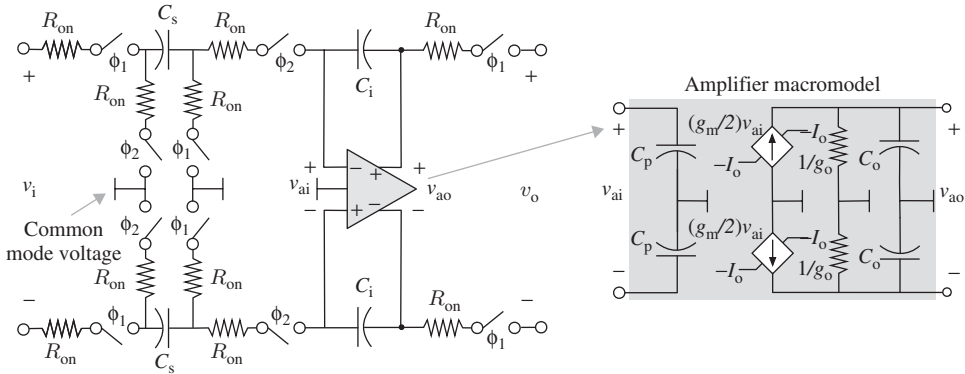 R_on C_s R_on C_i R_on
ϕ1 ϕ2 ϕ1
+ +
R_on R_on
Amplifier macromodel
ϕ2 ϕ1
+ (g_m/2)v_ai –I_o +
C_p –I_o 1/g_o C_o
v_i + – + +
v_ai v_ao v_o
– + – –
v_ai v_ao
Common
mode voltage
ϕ2 ϕ1
(g_m/2)v_ai –I_o
C_p –I_o 1/g_o C_o
– –
R_on R_on
C_i
– R_on –
ϕ1 ϕ2 ϕ1
R_on C_s R_on C_i